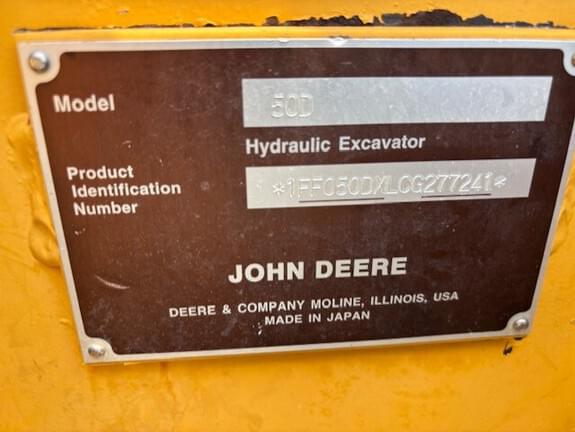 Model 50D
Hydraulic Excavator
Product
Identification
Number
*1FF050DXLCG277241*
JOHN DEERE
DEERE & COMPANY MOLINE, ILLINOIS, USA
MADE IN JAPAN